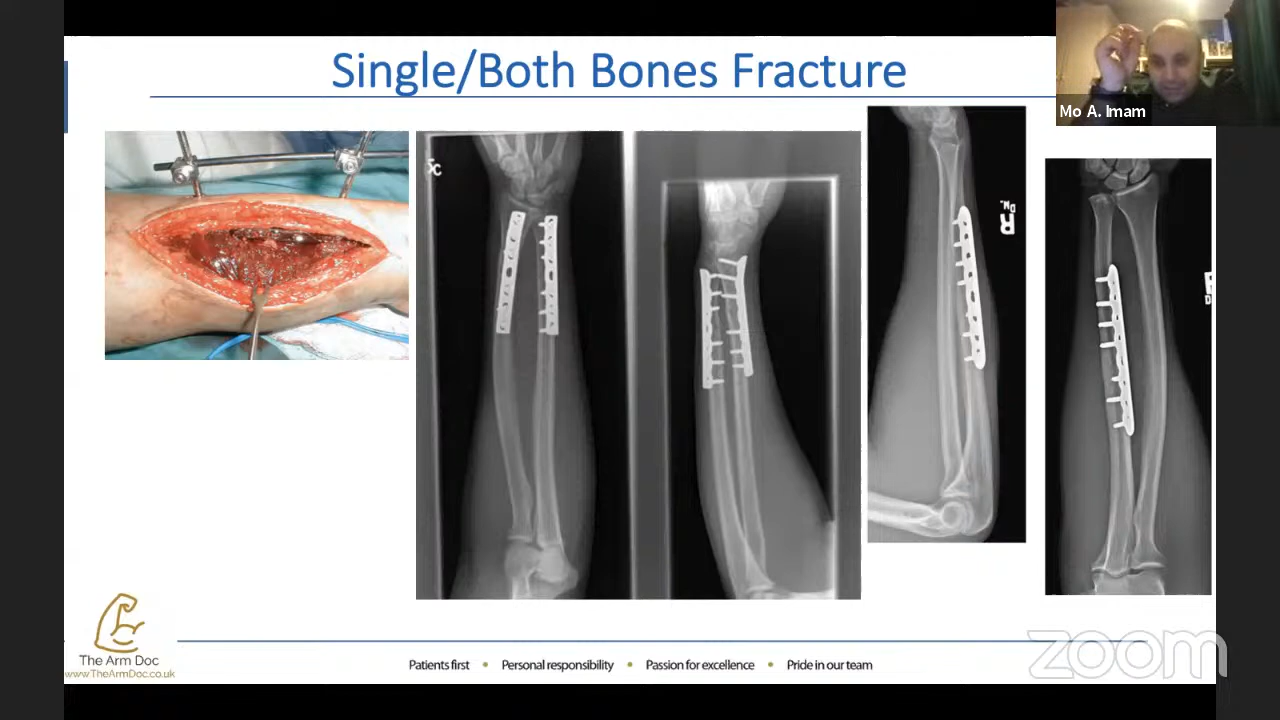 Single/Both Bones Fracture
Mo A. Imam
The Arm Doc
www.TheArmDoc.co.uk
Patients first • Personal responsibility • Passion for excellence • Pride in our team
zoom